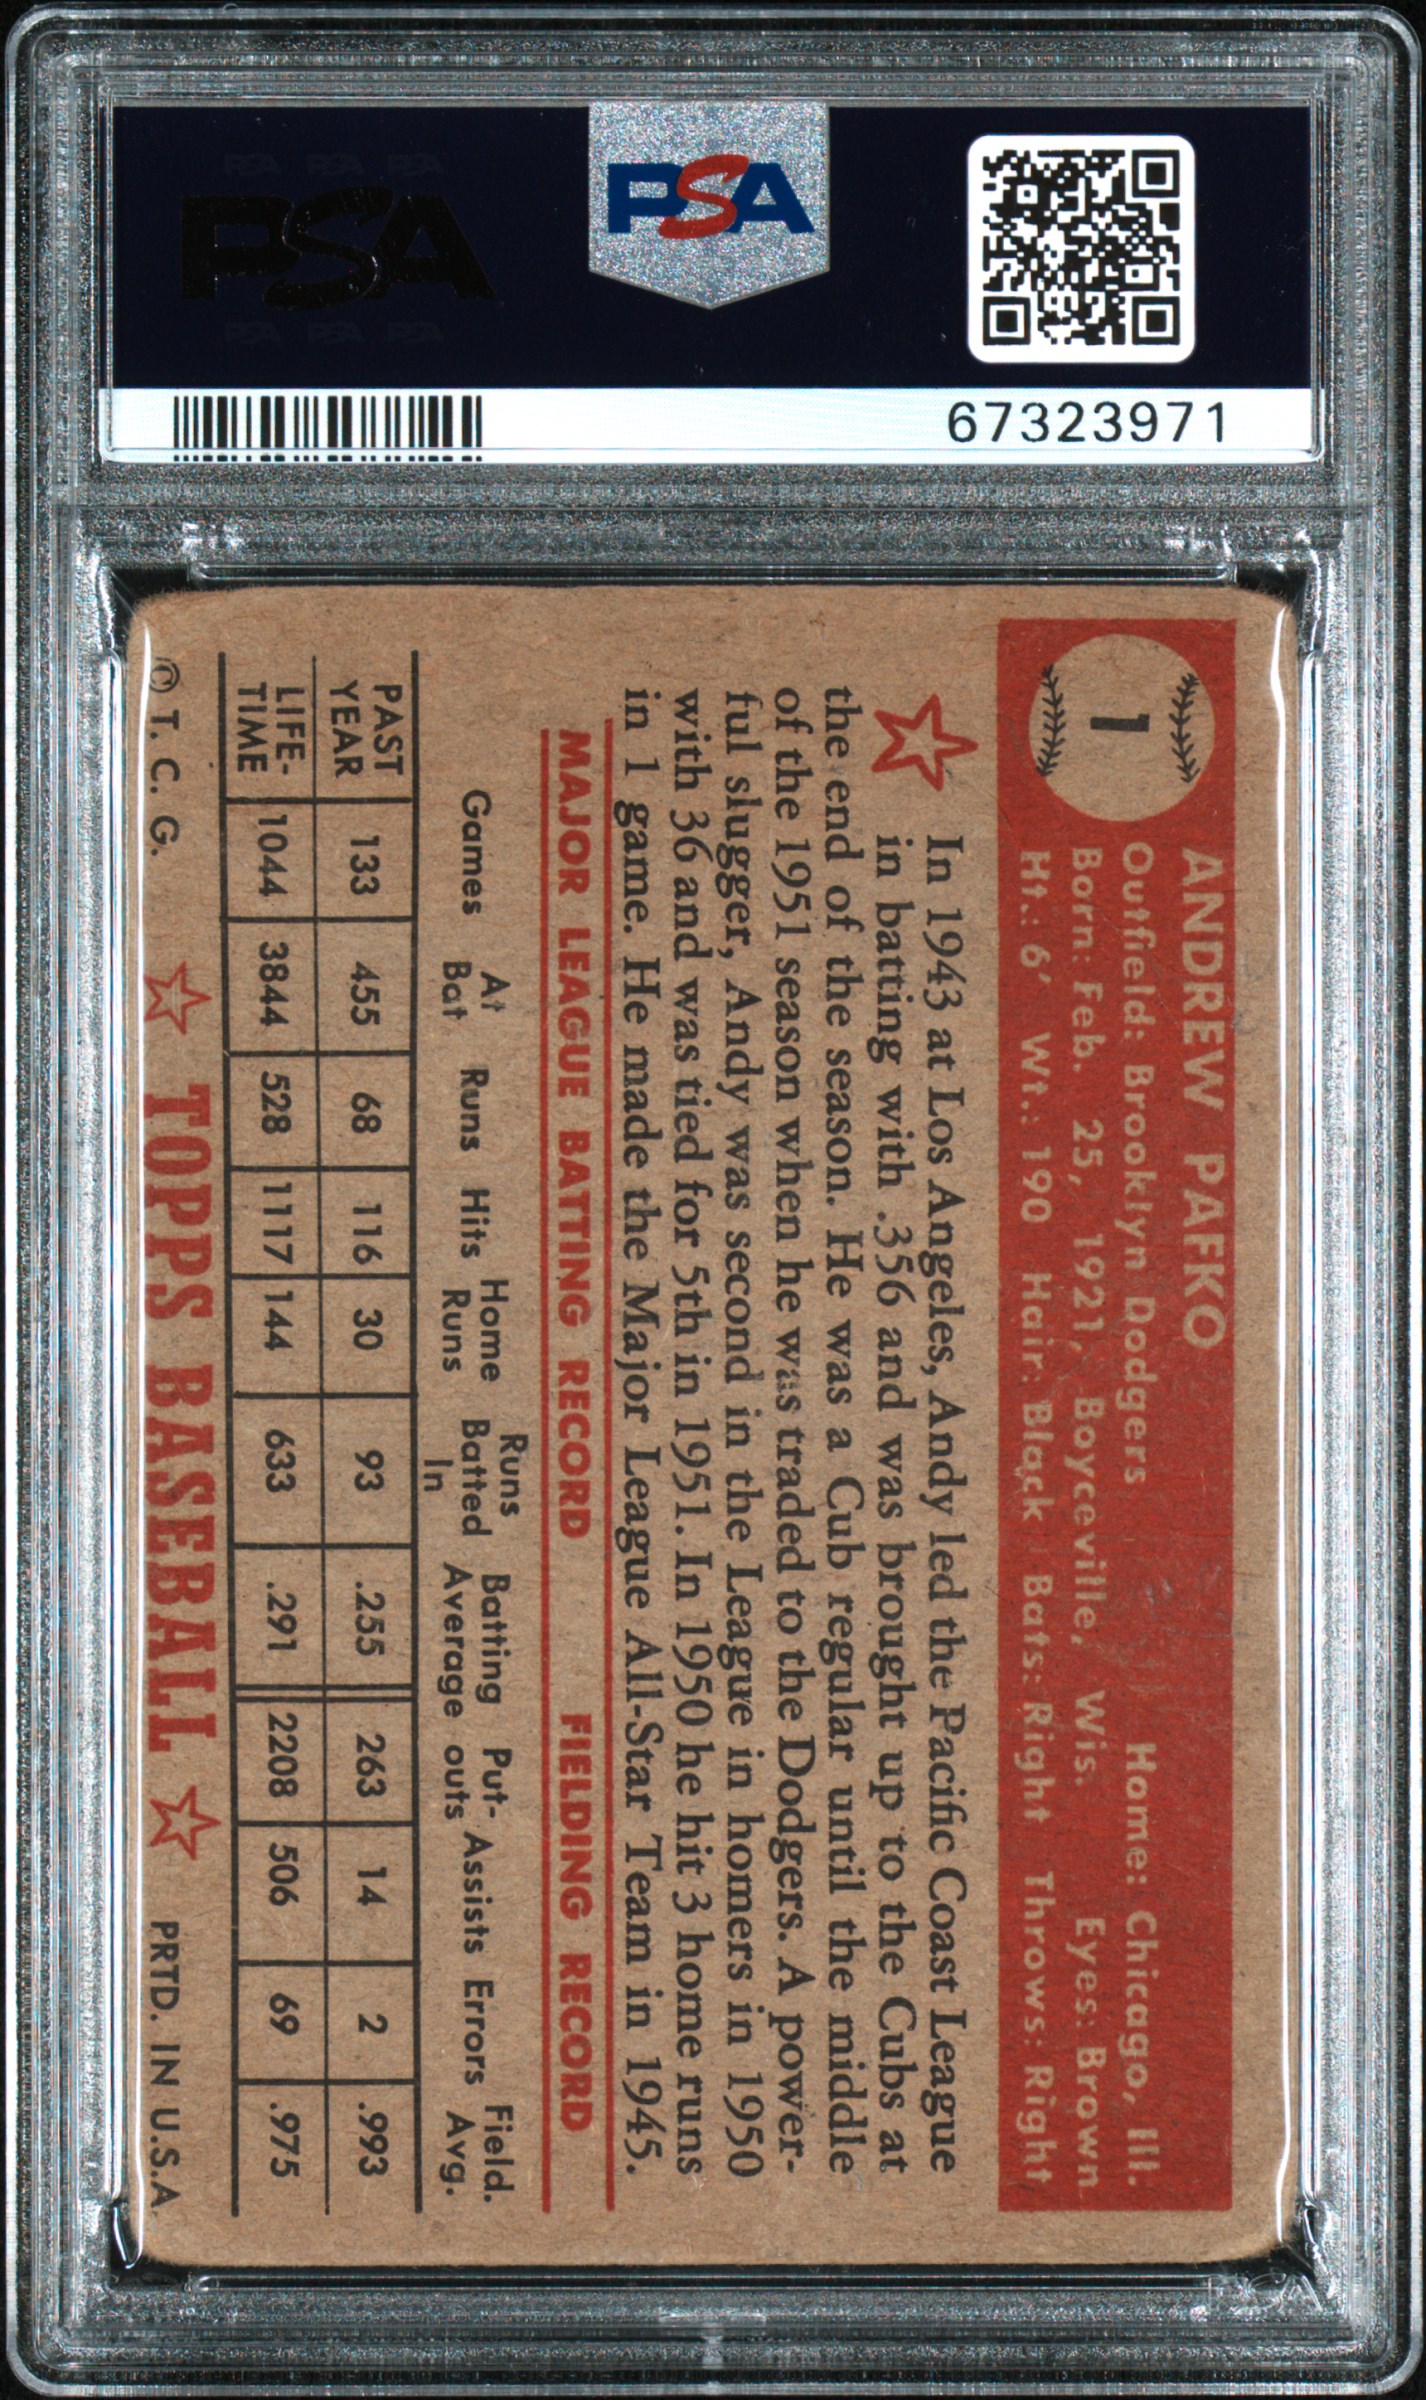 PSA PSA PSA
PSA
PSA PSA PSA
PSA
67323971
1
ANDREW PAFKO
Outfield: Brooklyn Dodgers Home: Chicago, Ill.
Born: Feb. 25, 1921, Boyceville, Wis. Eyes: Brown
Ht.: 6' Wt.: 190 Hair: Black Bats: Right Throws: Right
In 1943 at Los Angeles, Andy led the Pacific Coast League
in batting with .356 and was brought up to the Cubs at
the end of the season. He was a Cub regular until the middle
of the 1951 season when he was traded to the Dodgers. A power-
ful slugger, Andy was second in the League in homers in 1950
with 36 and was tied for 5th in 1951. In 1950 he hit 3 home runs
in 1 game. He made the Major League All-Star Team in 1945.
MAJOR LEAGUE BATTING RECORD FIELDING RECORD
Games At Bat Runs Hits Home Runs Runs Batted In Batting Average Put-outs Assists Errors Field. Avg.
PAST YEAR 133 455 68 116 30 93 .255 263 14 2 .993
LIFE-TIME 1044 3844 528 1117 144 633 .291 2208 506 69 .975
© T. C. G. TOPPS BASEBALL PRTD. IN U.S.A.
PSA